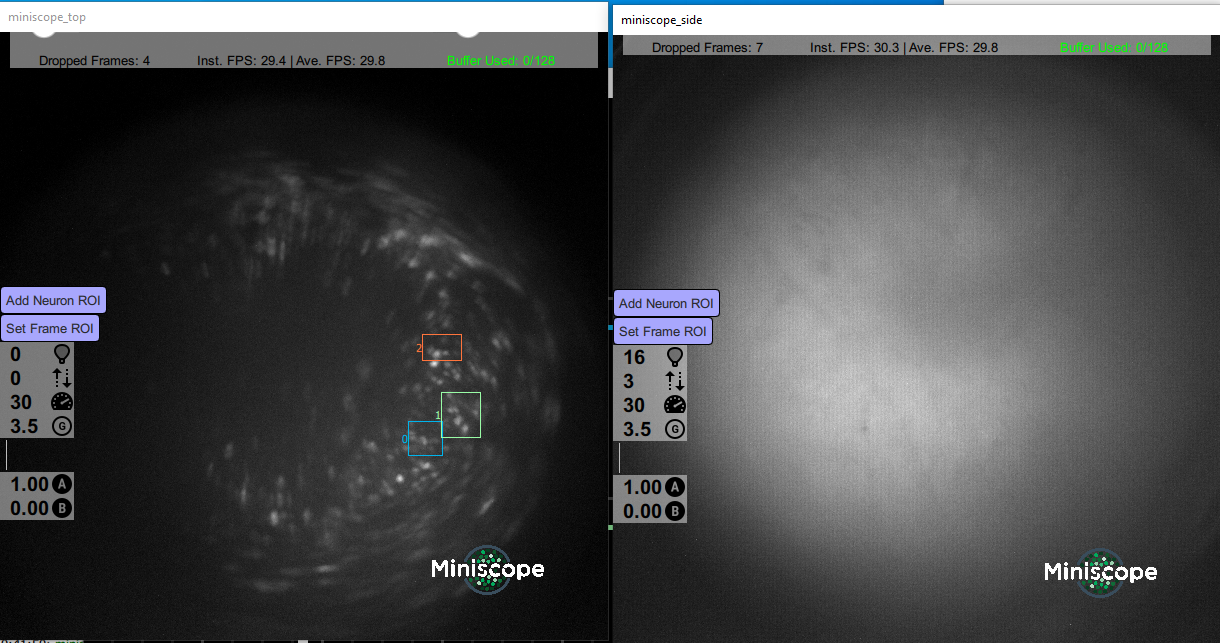 miniscope_top
Dropped Frames: 4 Inst. FPS: 29.4 | Ave. FPS: 29.8 Buffer Used: 0/128
Add Neuron ROI
Set Frame ROI
0
0
30
G
3.5
1.00 A
0.00 B
2
1
0
Miniscope
miniscope_side
Dropped Frames: 7 Inst. FPS: 30.3 | Ave. FPS: 29.8 Buffer Used: 0/128
Add Neuron ROI
Set Frame ROI
16
3
30
3.5 G
1.00 A
0.00 B
Miniscope